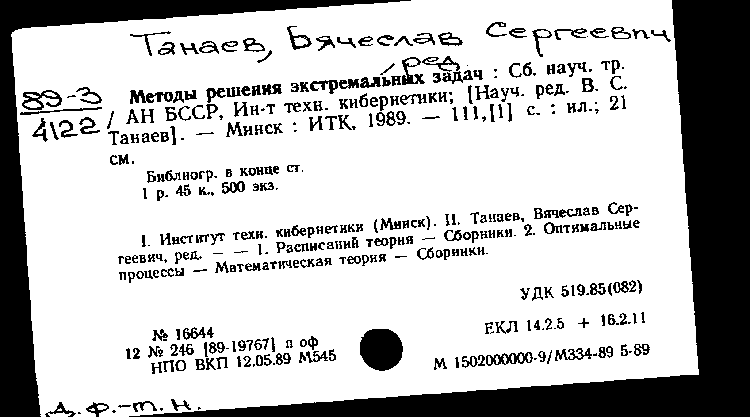 Танаев, Вячеслав Сергеевич
ред.
89-3
4122
Методы решения экстремальных задач : Сб. науч. тр.
/ АН БССР, Ин-т техн. кибернетики; [Науч. ред. В. С.
Танаев]. — Минск : ИТК, 1989. — 111,[1] с. : ил.; 21
см.
Библиогр. в конце ст.
1 р. 45 к., 500 экз.
I. Институт техн. кибернетики (Минск). II. Танаев, Вячеслав Сер-
геевич, ред. — — 1. Расписаний теория — Сборники. 2. Оптимальные
процессы — Математическая теория — Сборники.
УДК 519.85(082)
№ 16644
ЕКЛ 14.2.5 + 16.2.11
12 № 246 [89-19767] п оф
НПО ВКП 12.05.89 М545
М 1502000000-9/М334-89 5-89
д. ф.-т. н.